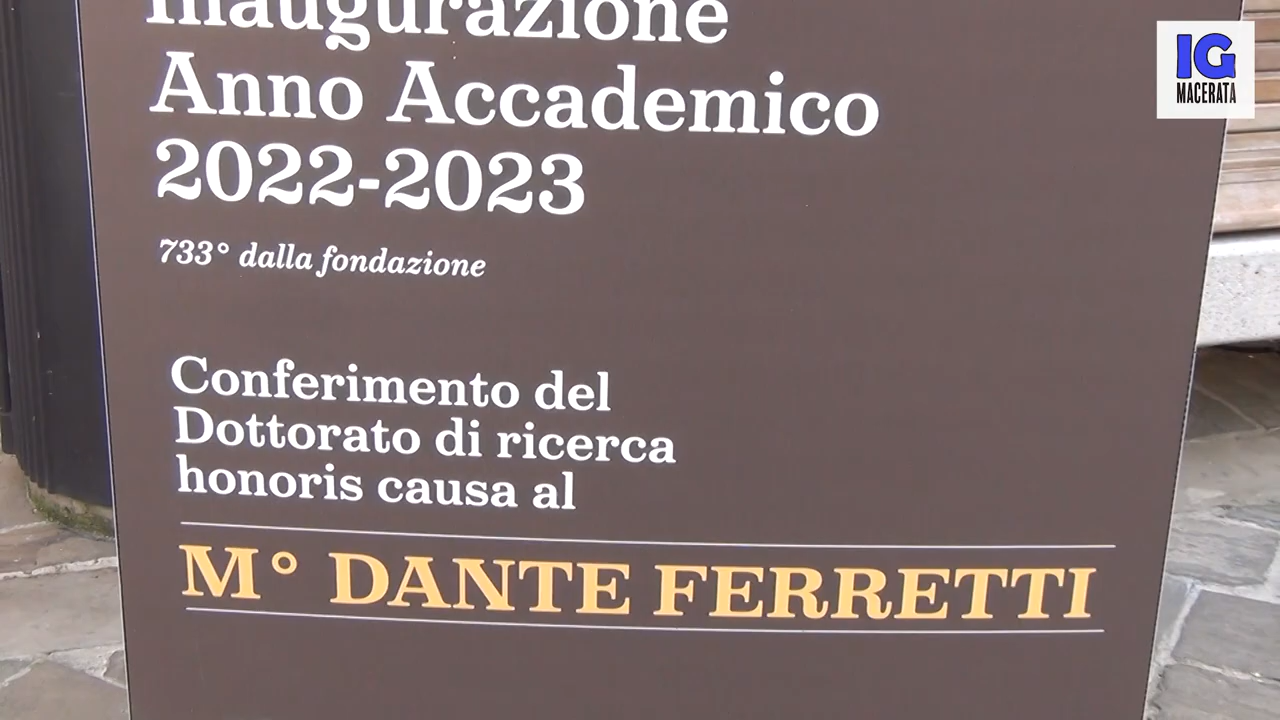 Inaugurazione
Anno Accademico
2022-2023
733° dalla fondazione
Conferimento del
Dottorato di ricerca
honoris causa al
M° DANTE FERRETTI
IG
MACERATA